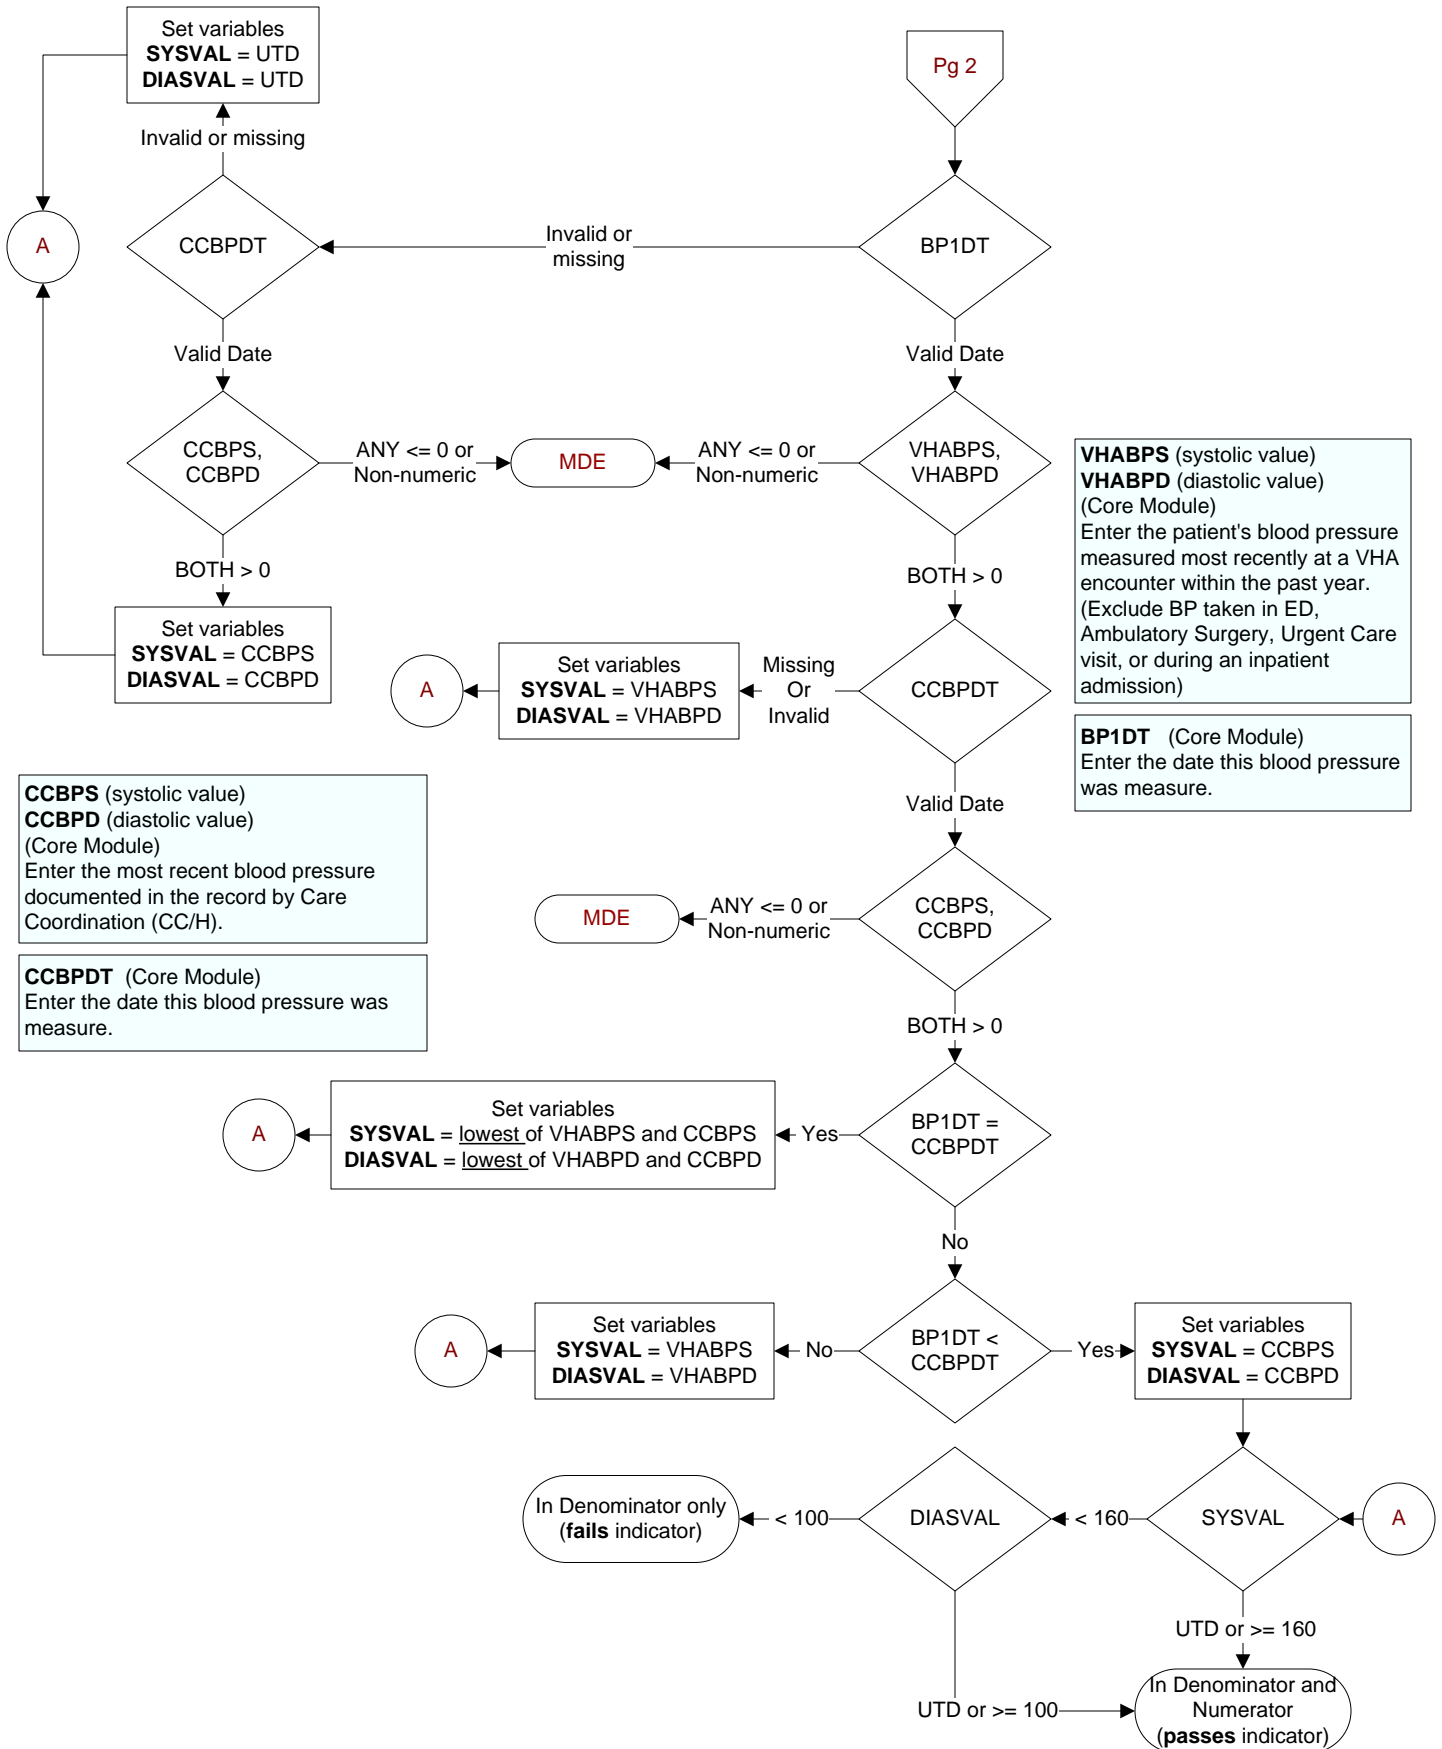 Set variables
SYSVAL = UTD
DIASVAL = UTD
Pg 2
Invalid or missing
A
CCBPDT
Invalid or
missing
BP1DT
Valid Date
Valid Date
CCBPS,
CCBPD
ANY <= 0 or
Non-numeric
MDE
ANY <= 0 or
Non-numeric
VHABPS,
VHABPD
VHABPS (systolic value)
VHABPD (diastolic value)
(Core Module)
Enter the patient's blood pressure
measured most recently at a VHA
encounter within the past year.
(Exclude BP taken in ED,
Ambulatory Surgery, Urgent Care
visit, or during an inpatient
admission)
BOTH > 0
BOTH > 0
Set variables
SYSVAL = CCBPS
DIASVAL = CCBPD
A
Set variables
SYSVAL = VHABPS
DIASVAL = VHABPD
Missing
Or
Invalid
CCBPDT
BP1DT (Core Module)
Enter the date this blood pressure
was measure.
CCBPS (systolic value)
CCBPD (diastolic value)
(Core Module)
Enter the most recent blood pressure
documented in the record by Care
Coordination (CC/H).
Valid Date
MDE
ANY <= 0 or
Non-numeric
CCBPS,
CCBPD
CCBPDT (Core Module)
Enter the date this blood pressure was
measure.
BOTH > 0
A
Set variables
SYSVAL = lowest of VHABPS and CCBPS
DIASVAL = lowest of VHABPD and CCBPD
Yes
BP1DT =
CCBPDT
No
A
Set variables
SYSVAL = VHABPS
DIASVAL = VHABPD
No
BP1DT <
CCBPDT
Yes
Set variables
SYSVAL = CCBPS
DIASVAL = CCBPD
In Denominator only
(fails indicator)
< 100
DIASVAL
< 160
SYSVAL
A
UTD or >= 160
UTD or >= 100
In Denominator and
Numerator
(passes indicator)